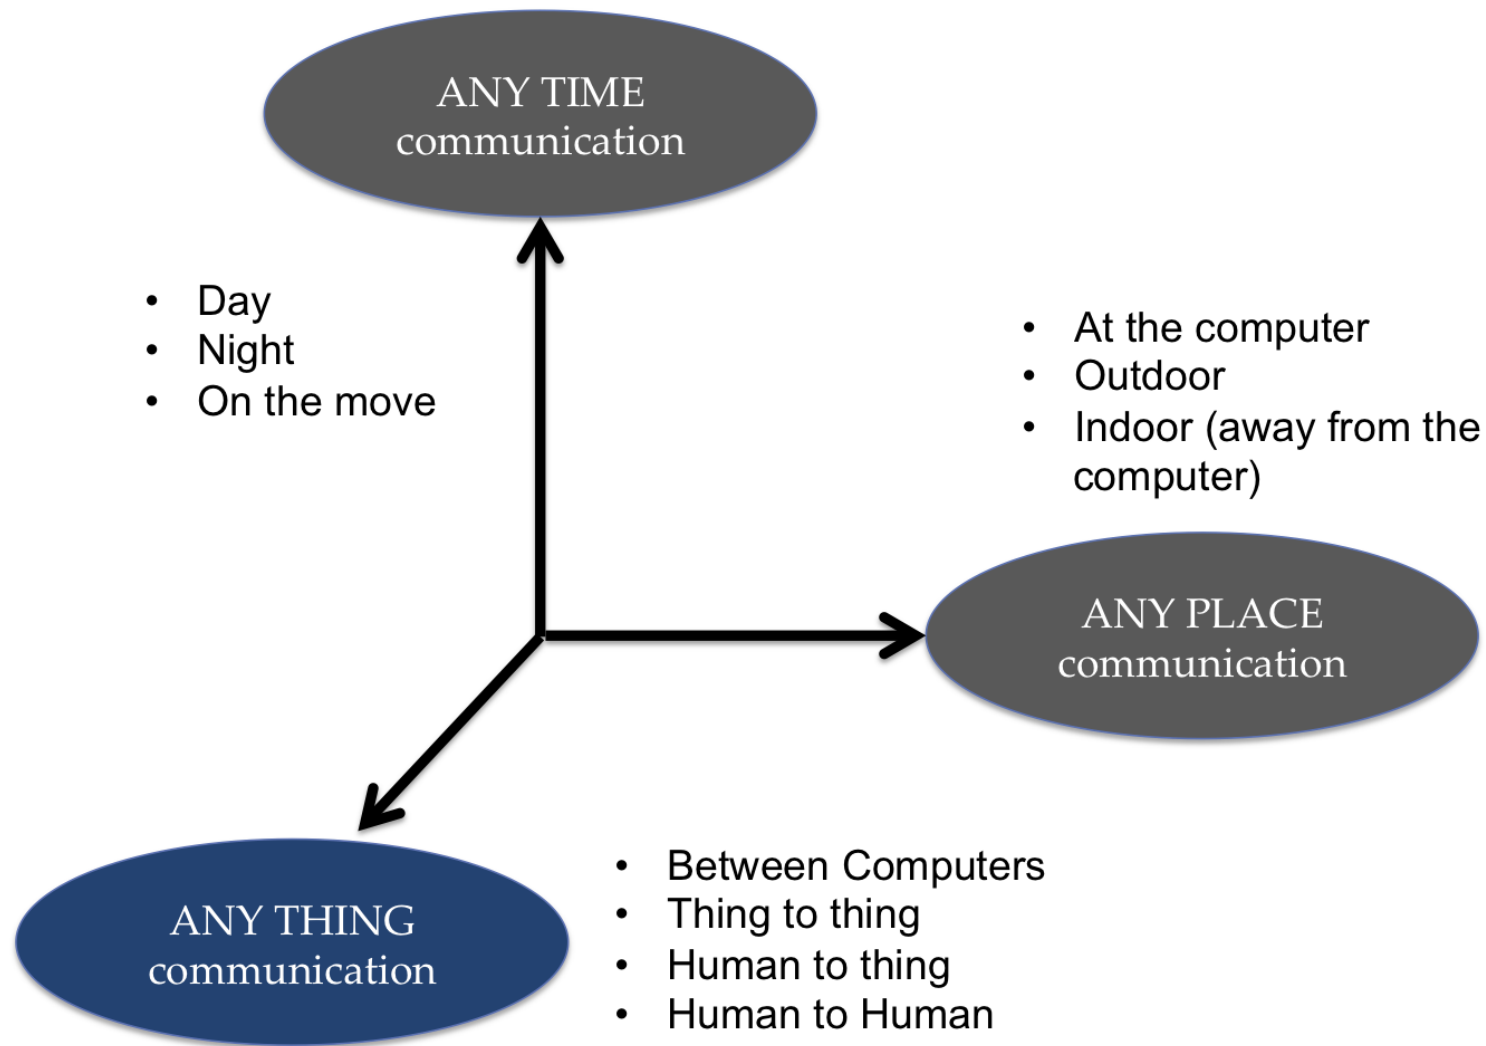 ANY TIME
communication
• Day
• Night
• On the move
• At the computer
• Outdoor
• Indoor (away from the
computer)
ANY PLACE
communication
ANY THING
communication
• Between Computers
• Thing to thing
• Human to thing
• Human to Human